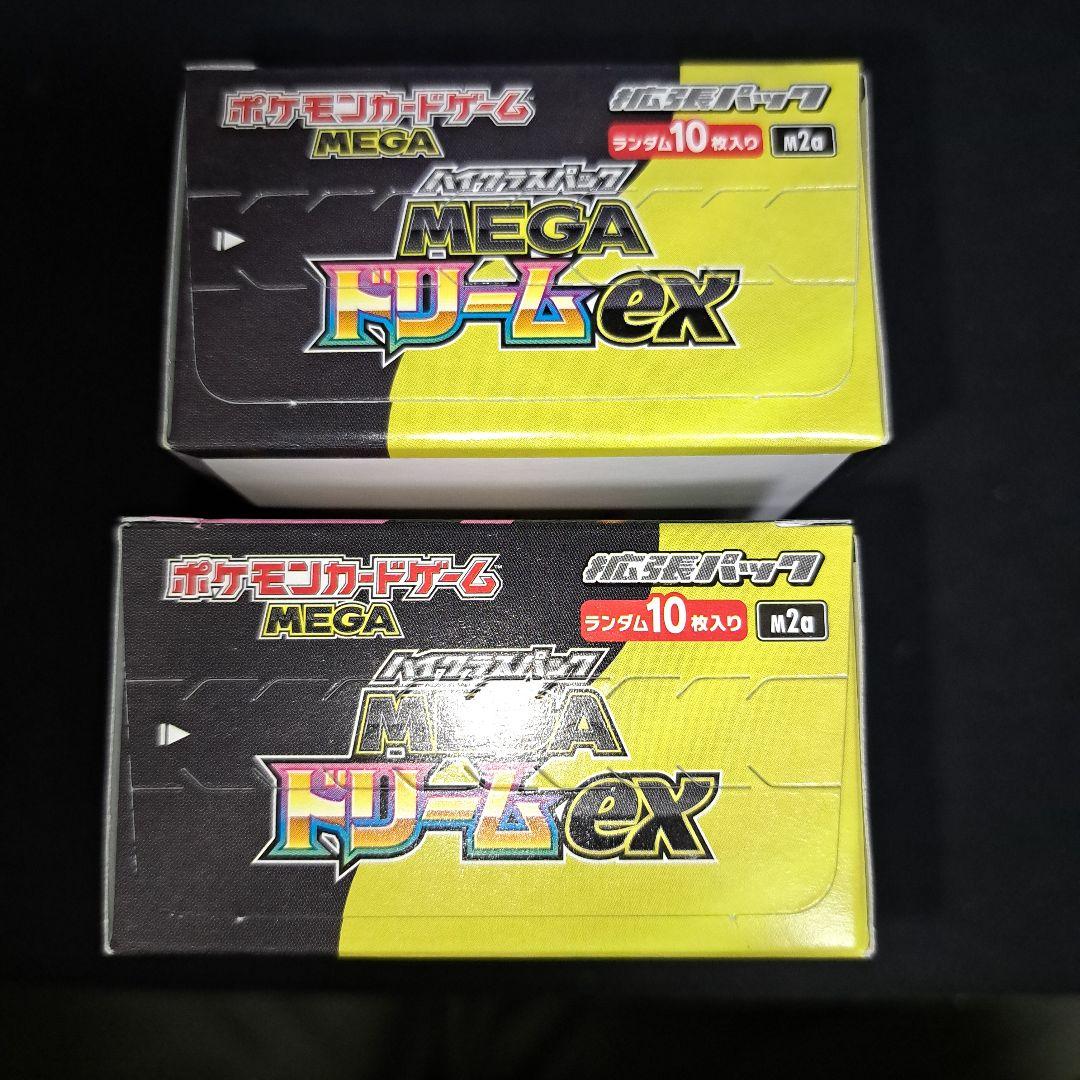 ポケモンカードゲーム
MEGA
拡張パック
ランダム10枚入り M2a
ハイクラスパック
MEGA
ドリームex
ポケモンカードゲーム
MEGA
拡張パック
ランダム10枚入り M2a
ハイクラスパック
MEGA
ドリームex